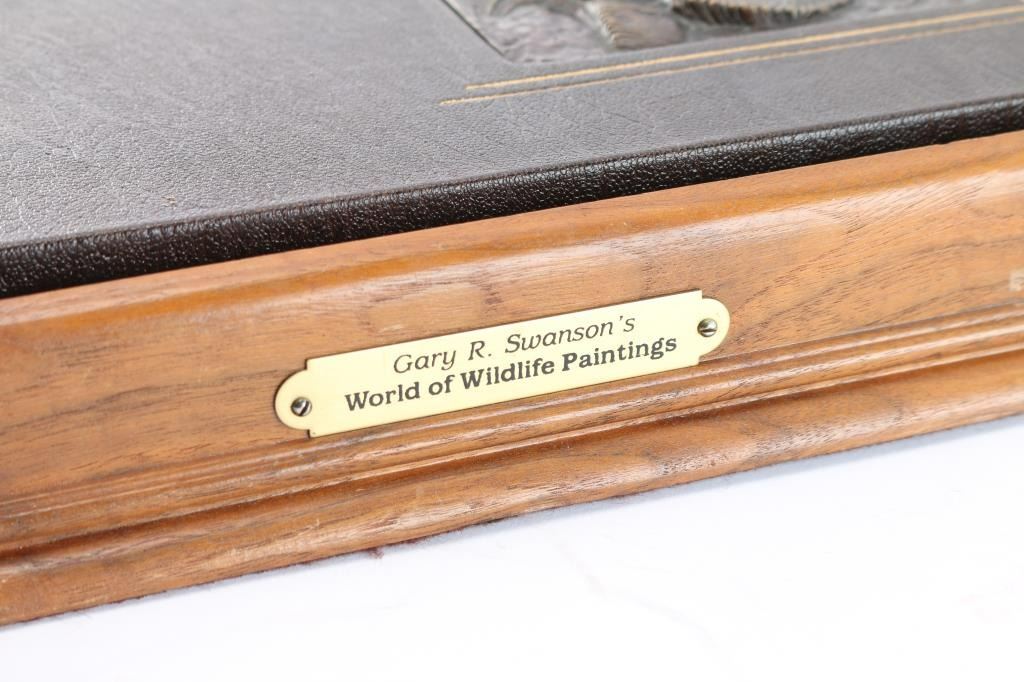 Gary R. Swanson's
World of Wildlife Paintings